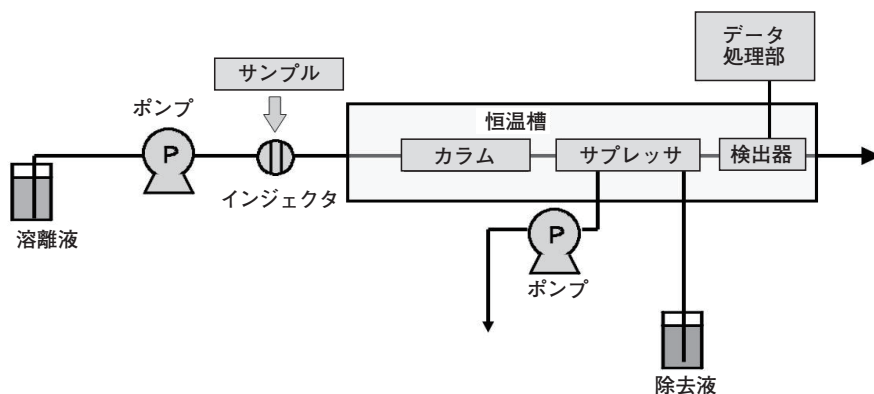 データ
処理部
サンプル
ポンプ
恒温槽
P
カラム
サプレッサ
検出器
インジェクタ
溶離液
P
ポンプ
除去液